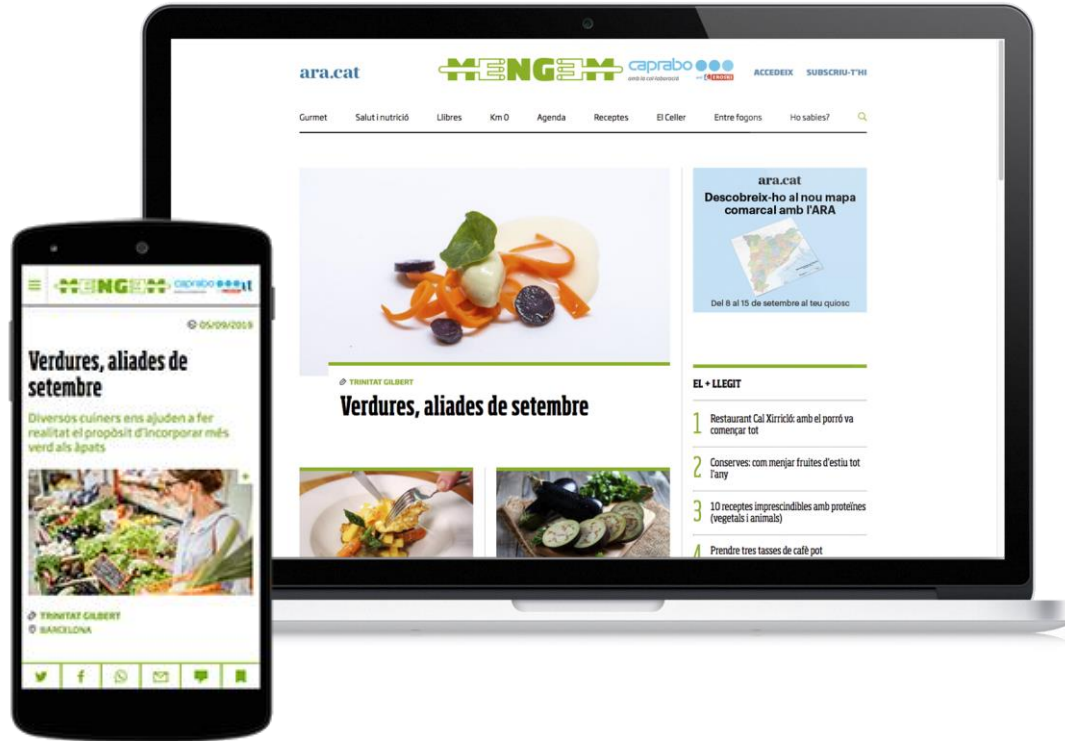 ara.cat
MENGEM
caprabo
amb la col·laboració
EROSKI
ACCEDEIX SUBSCRIU-T'HI
Gurmet Salut i nutrició Llibres Km 0 Agenda Receptes El Celler Entre fogons Ho sabies?
TRINITAT GILBERT
Verdures, aliades de setembre
ara.cat
Descobreix-ho al nou mapa
comarcal amb l'ARA
Del 8 al 15 de setembre al teu quiosc
EL + LLEGIT
1 Restaurant Cal Xirricló: amb el porró va
començar tot
2 Conserves: com menjar fruites d'estiu tot
l'any
3 10 receptes imprescindibles amb proteïnes
(vegetals i animals)
4 Prendre tres tasses de cafè pot
MENGEM
caprabo
05/09/2019
Verdures, aliades de
setembre
Diversos cuiners ens ajuden a fer
realitat el propòsit d'incorporar més
verd als àpats
TRINITAT GILBERT
BARCELONA